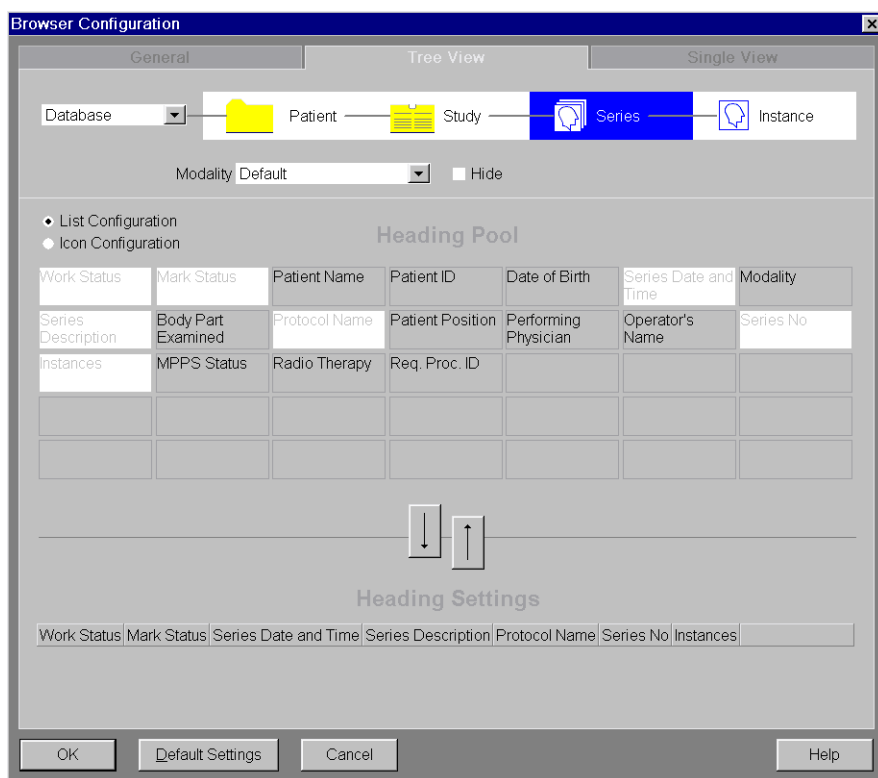 Browser Configuration
General Tree View Single View
Database Patient Study Series Instance
Modality Default Hide
List Configuration
Icon Configuration
Heading Pool
Work Status Mark Status Patient Name Patient ID Date of Birth Series Date and Time Modality
Series Description Body Part Examined Protocol Name Patient Position Performing Physician Operator's Name Series No
Instances MPPS Status Radio Therapy Req. Proc. ID
Heading Settings
Work Status Mark Status Series Date and Time Series Description Protocol Name Series No Instances
OK Default Settings Cancel Help